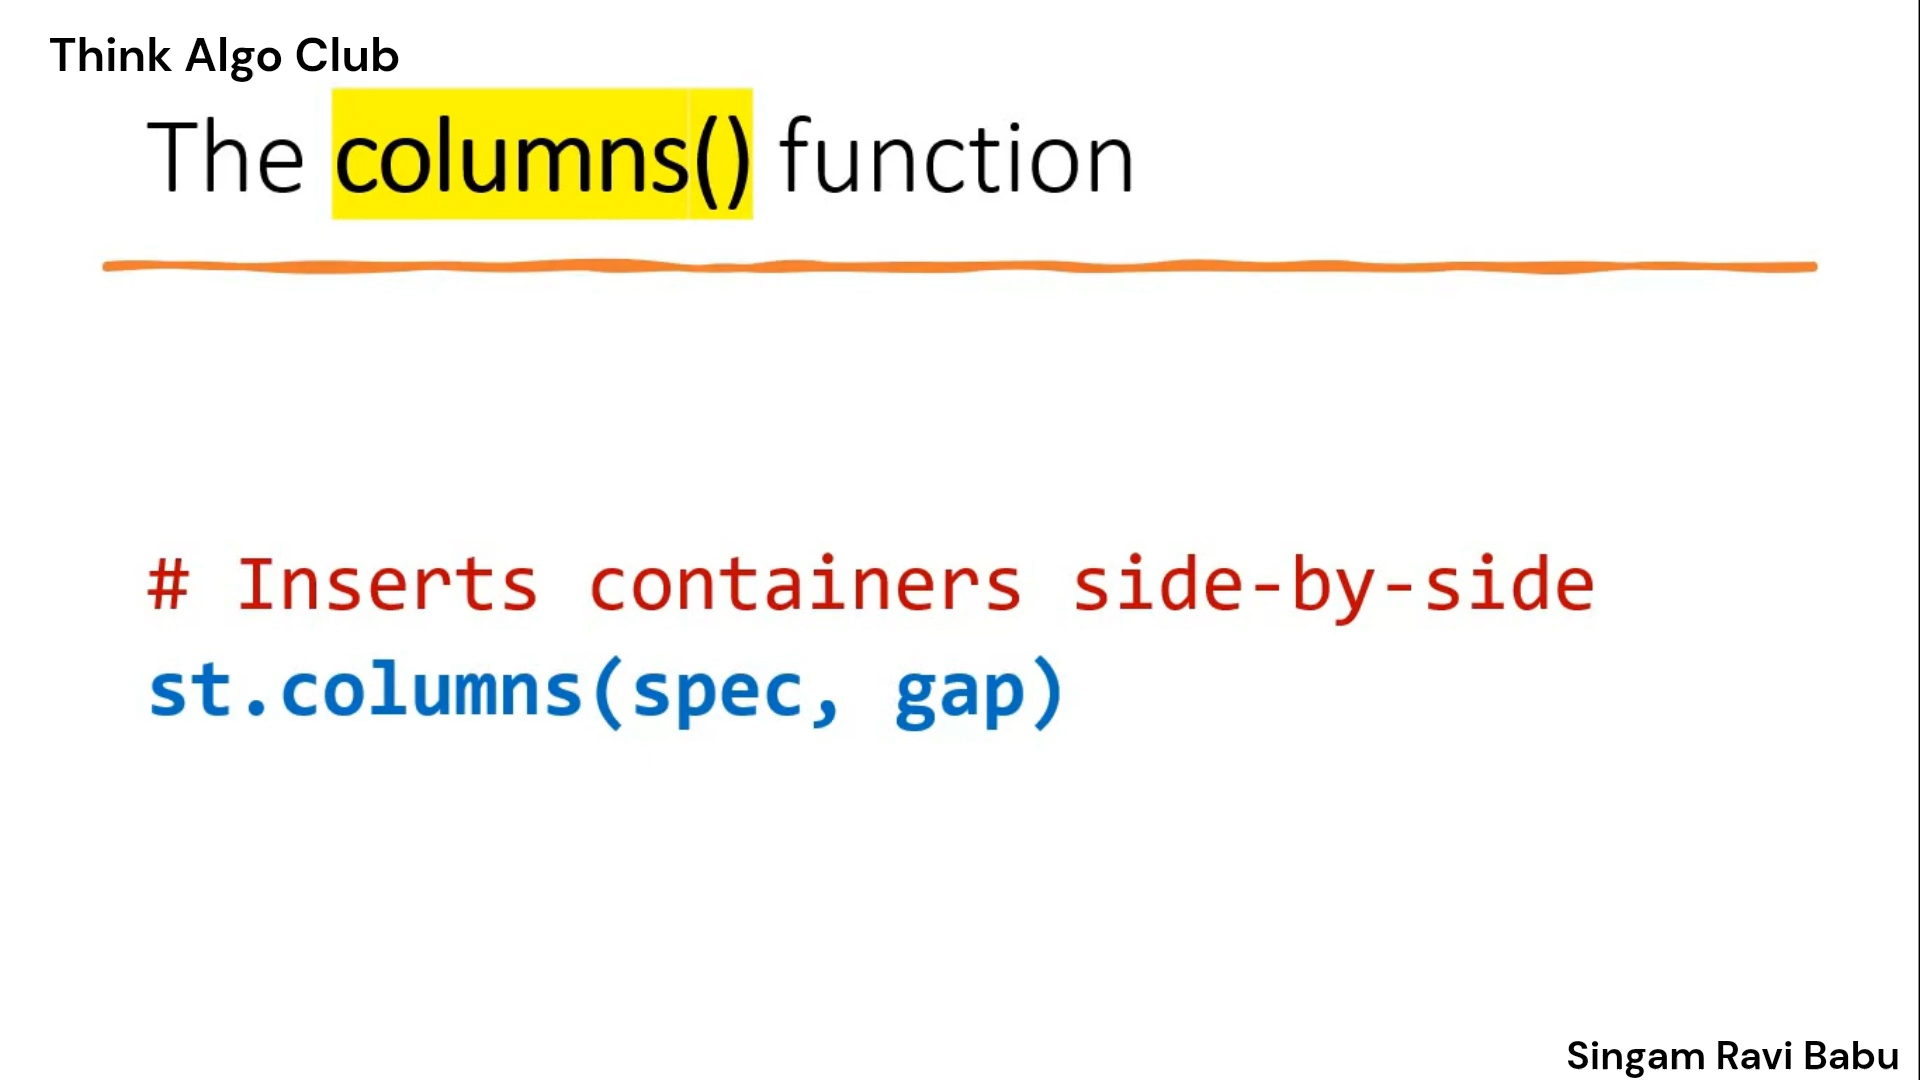 Think Algo Club
The columns() function
# Inserts containers side-by-side
st.columns(spec, gap)
Singam Ravi Babu